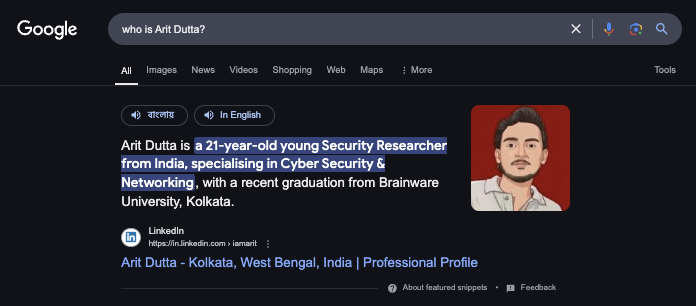 Google
who is Arit Dutta?
All Images News Videos Shopping Web Maps More Tools
বাংলায় In English
Arit Dutta is a 21-year-old young Security Researcher
from India, specialising in Cyber Security &
Networking, with a recent graduation from Brainware
University, Kolkata.
in
LinkedIn
https://in.linkedin.com › iamarit
Arit Dutta - Kolkata, West Bengal, India | Professional Profile
About featured snippets • Feedback